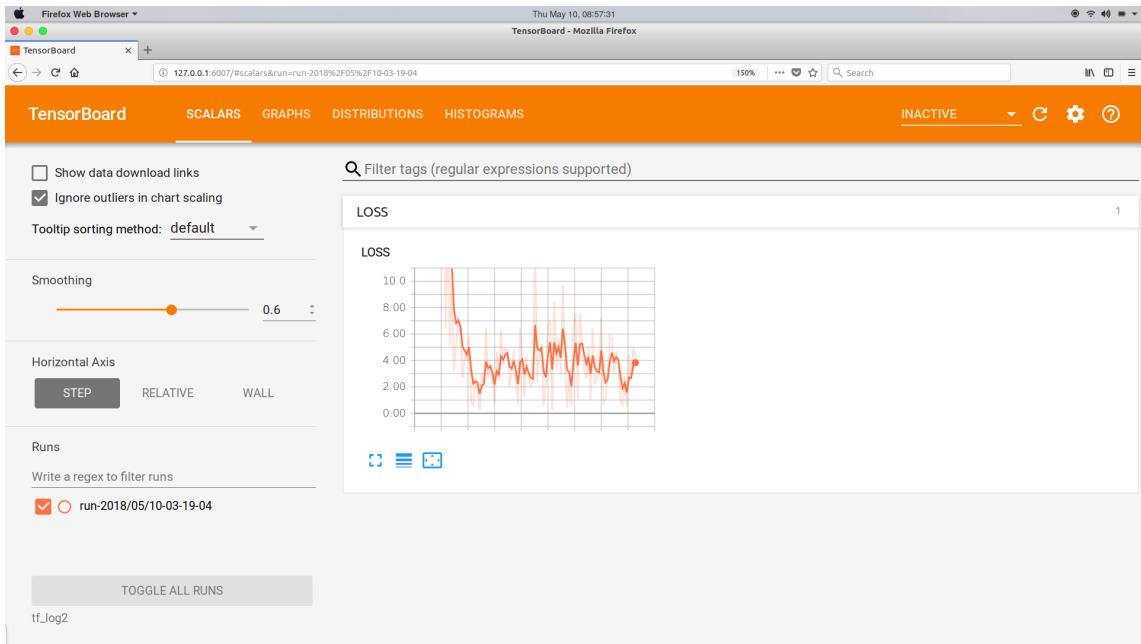 Firefox Web Browser
Thu May 10, 08:57:31
TensorBoard - Mozilla Firefox
TensorBoard
127.0.0.1:6007/#scalars&run=run-2018%2F05%2F10-03-19-04
150%
Search
TensorBoard
SCALARS
GRAPHS
DISTRIBUTIONS
HISTOGRAMS
INACTIVE
Show data download links
Ignore outliers in chart scaling
Tooltip sorting method: default
Smoothing
0.6
Horizontal Axis
STEP
RELATIVE
WALL
Runs
Write a regex to filter runs
run-2018/05/10-03-19-04
TOGGLE ALL RUNS
tf_log2
Filter tags (regular expressions supported)
LOSS
1
LOSS
10.0
8.00
6.00
4.00
2.00
0.00